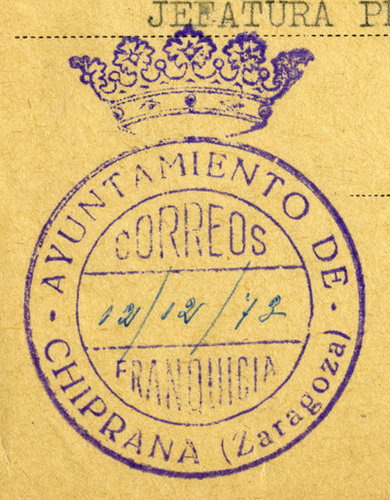 JEFATURA
AYUNTAMIENTO DE
CORREOS
12/12/72
FRANQUICIA
CHIPRANA (Zaragoza)